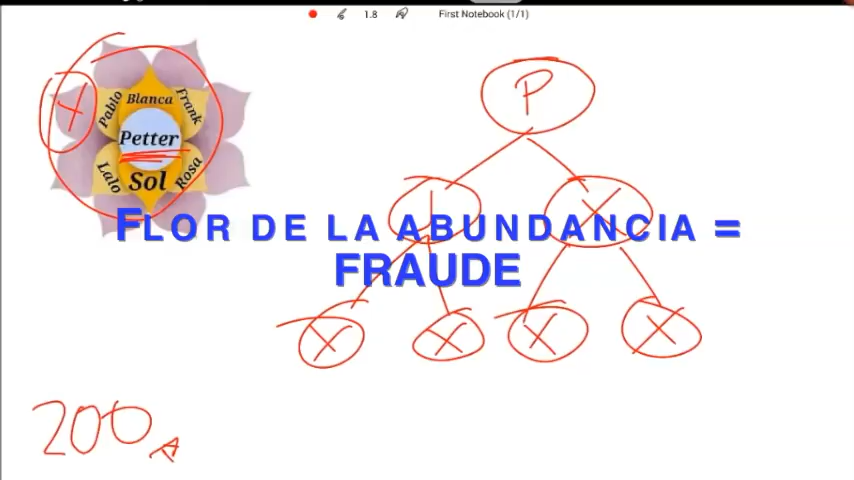 1.8
First Notebook (1/1)
Blanca
Pablo
Frank
Petter
Lalo
Sol
Rosa
X
P
J
X
X
X
X
X
FLOR DE LA ABUNDANCIA =
FRAUDE
200